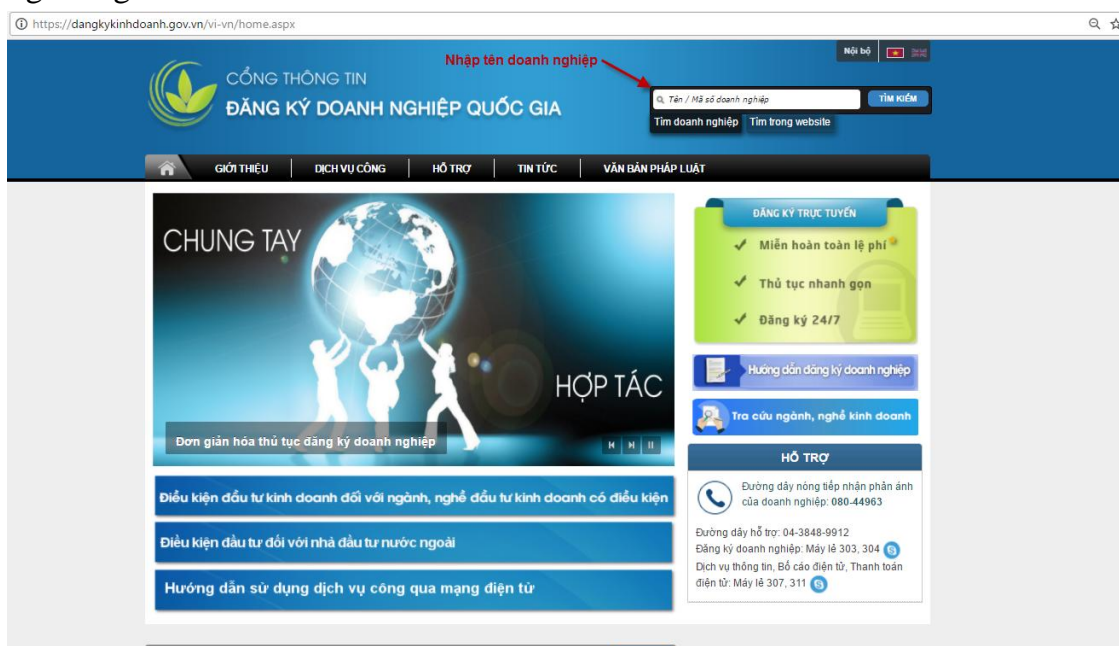 https://dangkykinhdoanh.gov.vn/vi-vn/home.aspx
Nội bộ
CỔNG THÔNG TIN
ĐĂNG KÝ DOANH NGHIỆP QUỐC GIA
Nhập tên doanh nghiệp
Tên / Mã số doanh nghiệp
TÌM KIẾM
Tìm doanh nghiệp
Tìm trong website
GIỚI THIỆU
DỊCH VỤ CÔNG
HỖ TRỢ
TIN TỨC
VĂN BẢN PHÁP LUẬT
CHUNG TAY
HỢP TÁC
Đơn giản hóa thủ tục đăng ký doanh nghiệp
Điều kiện đầu tư kinh doanh đối với ngành, nghề đầu tư kinh doanh có điều kiện
Điều kiện đầu tư đối với nhà đầu tư nước ngoài
Hướng dẫn sử dụng dịch vụ công qua mạng điện tử
ĐĂNG KÝ TRỰC TUYẾN
Miễn hoàn toàn lệ phí
Thủ tục nhanh gọn
Đăng ký 24/7
Hướng dẫn đăng ký doanh nghiệp
Tra cứu ngành, nghề kinh doanh
HỖ TRỢ
Đường dây nóng tiếp nhận phản ánh
của doanh nghiệp: 080-44963
Đường dây hỗ trợ: 04-3848-9912
Đăng ký doanh nghiệp: Máy lẻ 303, 304
Dịch vụ thông tin, Bố cáo điện tử, Thanh toán
điện tử: Máy lẻ 307, 311